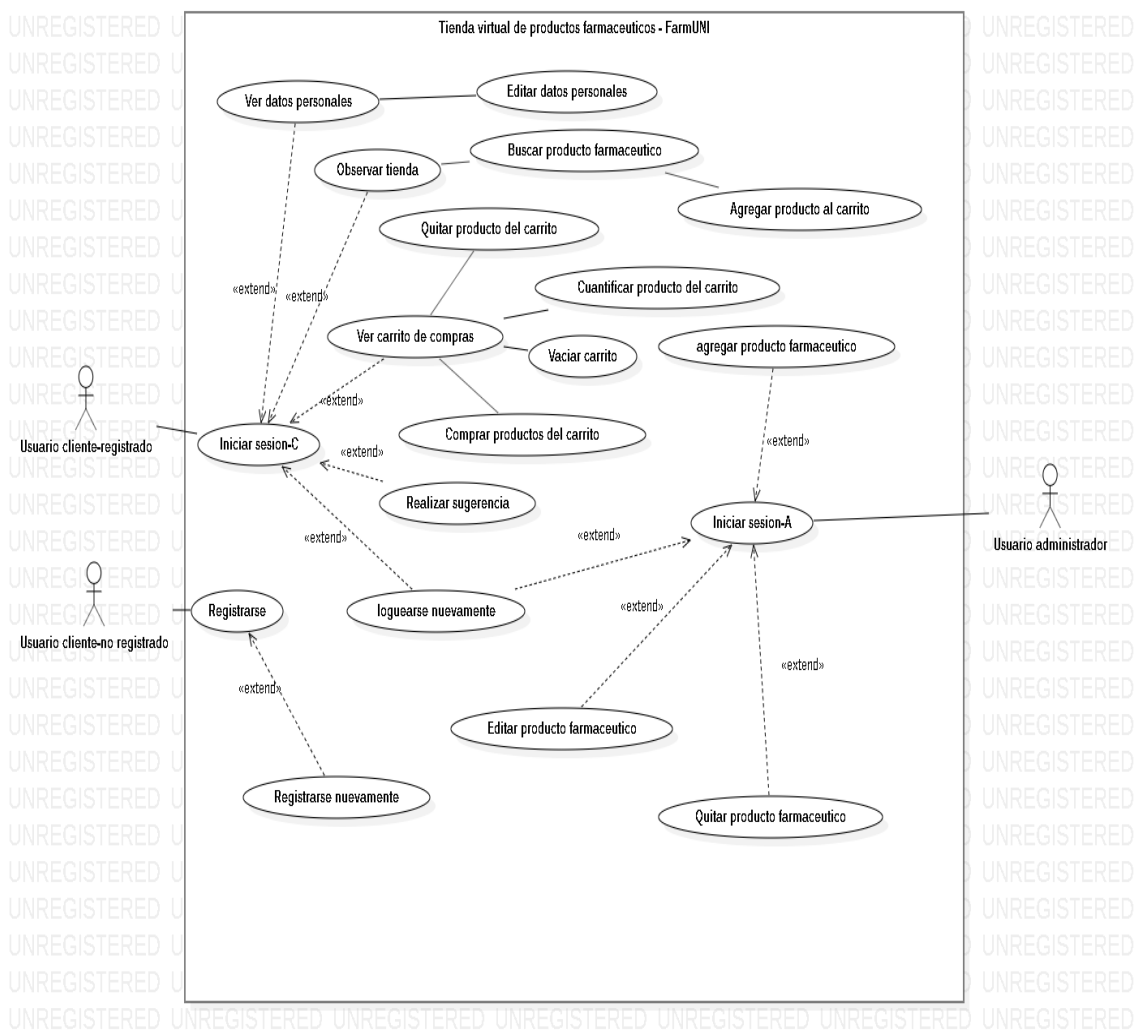 Tienda virtual de productos farmaceuticos - FarmUNI
Ver datos personales
Editar datos personales
Buscar producto farmaceutico
Observar tienda
Agregar producto al carrito
Quitar producto del carrito
«extend»
«extend»
Cuantificar producto del carrito
Ver carrito de compras
Vaciar carrito
agregar producto farmaceutico
«extend»
Comprar productos del carrito
«extend»
Usuario cliente-registrado
Iniciar sesion-C
«extend»
Realizar sugerencia
Iniciar sesion-A
«extend»
«extend»
Usuario administrador
«extend»
Registrarse
loguearse nuevamente
Usuario cliente-no registrado
«extend»
«extend»
Editar producto farmaceutico
Registrarse nuevamente
Quitar producto farmaceutico
UNREGISTERED